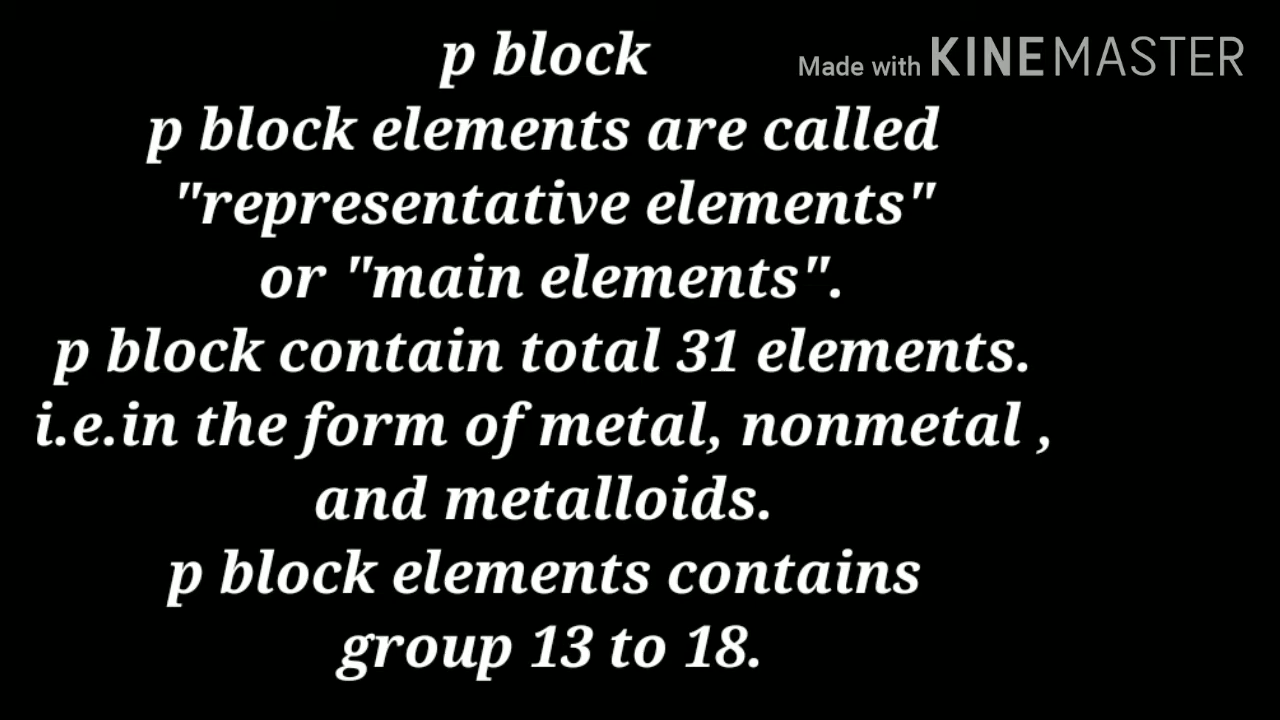 p block
Made with KINEMASTER
p block elements are called
"representative elements"
or "main elements".
p block contain total 31 elements.
i.e.in the form of metal, nonmetal ,
and metalloids.
p block elements contains
group 13 to 18.